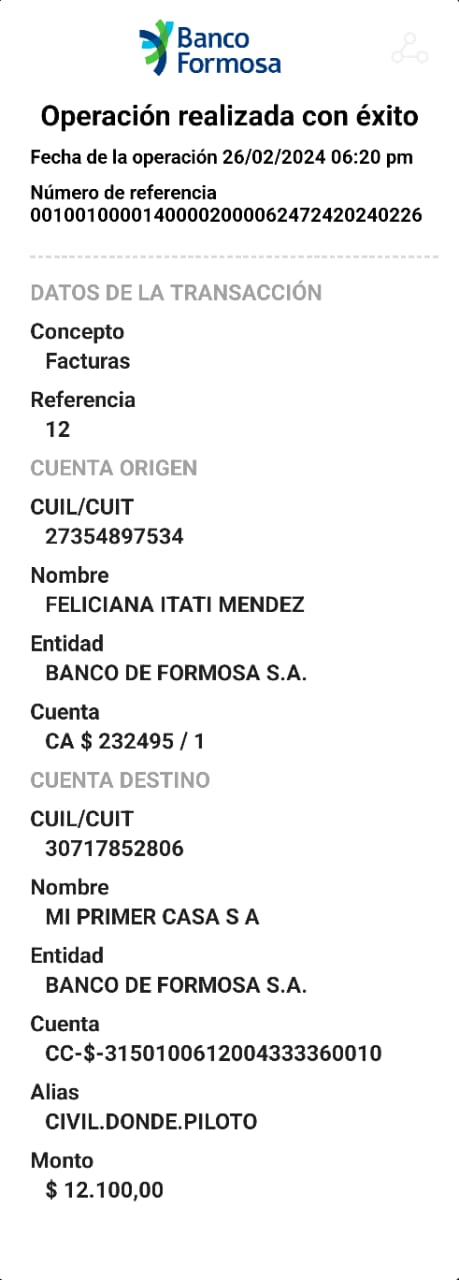 Banco
Formosa
Operación realizada con éxito
Fecha de la operación 26/02/2024 06:20 pm
Número de referencia
00100100001400002000062472420240226
DATOS DE LA TRANSACCIÓN
Concepto
Facturas
Referencia
12
CUENTA ORIGEN
CUIL/CUIT
27354897534
Nombre
FELICIANA ITATI MENDEZ
Entidad
BANCO DE FORMOSA S.A.
Cuenta
CA $ 232495 / 1
CUENTA DESTINO
CUIL/CUIT
30717852806
Nombre
MI PRIMER CASA S A
Entidad
BANCO DE FORMOSA S.A.
Cuenta
CC-$-3150100612004333360010
Alias
CIVIL.DONDE.PILOTO
Monto
$ 12.100,00